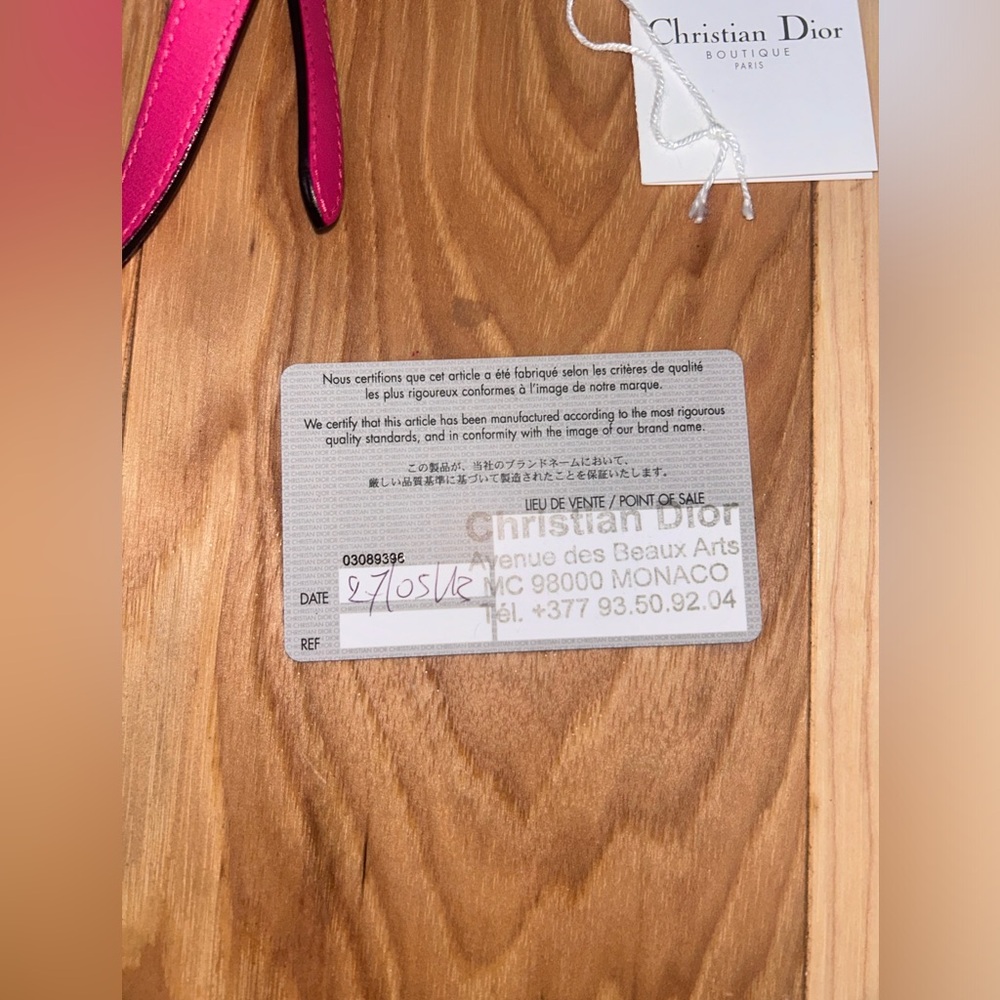 Christian Dior
BOUTIQUE
PARIS
Nous certifions que cet article a été fabriqué selon les critères de qualité
les plus rigoureux conformes à l'image de notre marque.
We certify that this article has been manufactured according to the most rigourous
quality standards, and in conformity with the image of our brand name.
この製品が、当社のブランドネームにおいて、
厳しい品質基準に基づいて製造されたことを保証いたします。
LIEU DE VENTE / POINT OF SALE
Christian Dior
Avenue des Beaux Arts
MC 98000 MONACO
Tél. +377 93.50.92.04
03089396
DATE 27/05/12
REF